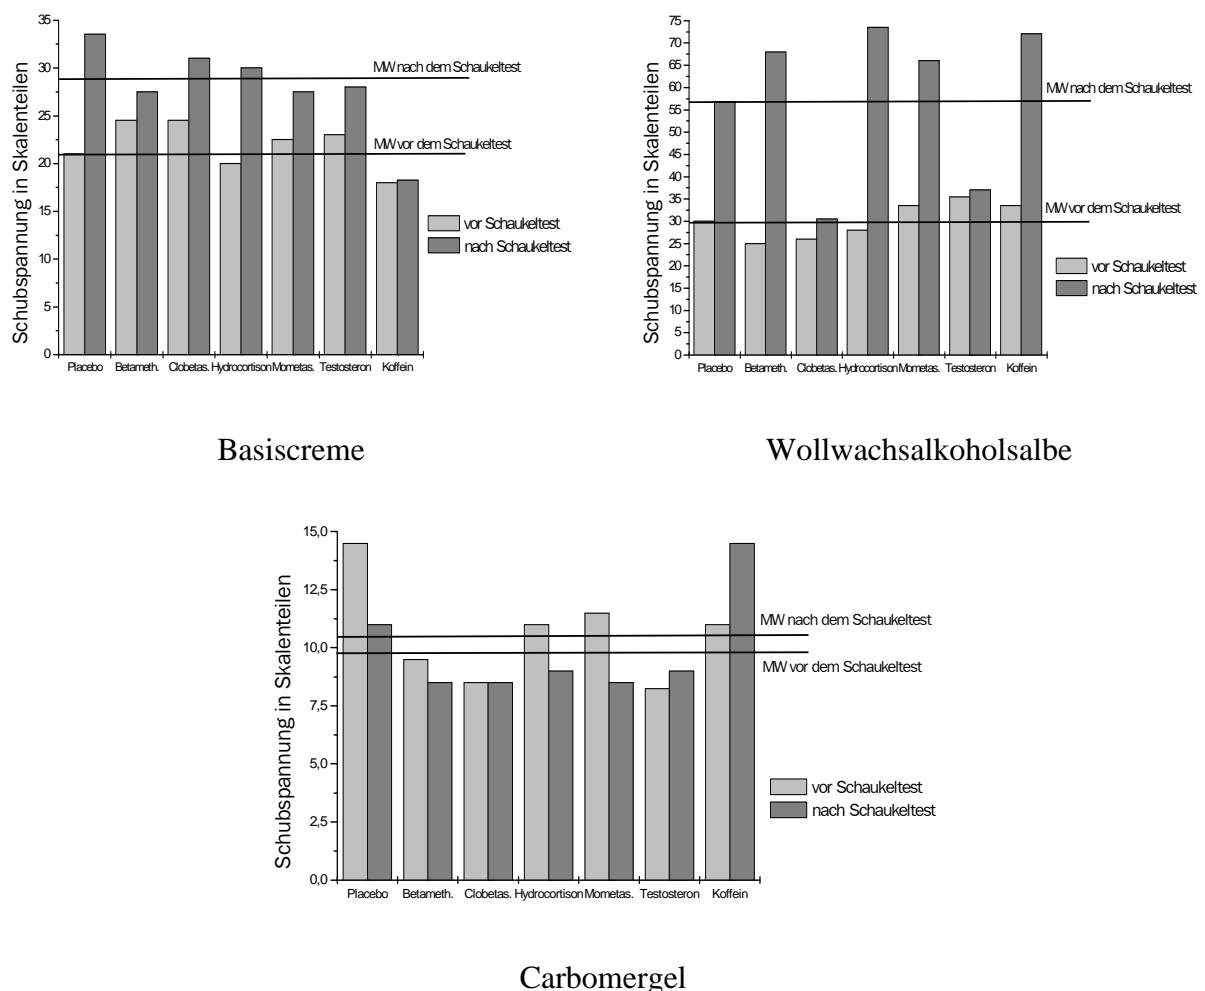 Schubspannung in Skalenteilen
35
30
25
20
15
10
5
0
MW nach dem Schaukeltest
MW vor dem Schaukeltest
vor Schaukeltest
nach Schaukeltest
Placebo Betameth. Clobetas. Hydrocortison Mometas. Testosteron Koffein
Basiscreme
Schubspannung in Skalenteilen
75
70
65
60
55
50
45
40
35
30
25
20
15
10
5
0
MW nach dem Schaukeltest
MW vor dem Schaukeltest
vor Schaukeltest
nach Schaukeltest
Placebo Betameth. Clobetas. Hydrocortison Mometas. Testosteron Koffein
Wollwachsalkoholsalbe
Schubspannung in Skalenteilen
15,0
12,5
10,0
7,5
5,0
2,5
0,0
MW nach dem Schaukeltest
MW vor dem Schaukeltest
vor Schaukeltest
nach Schaukeltest
Placebo Betameth. Clobetas. Hydrocortison Mometas. Testosteron Koffein
Carbomergel